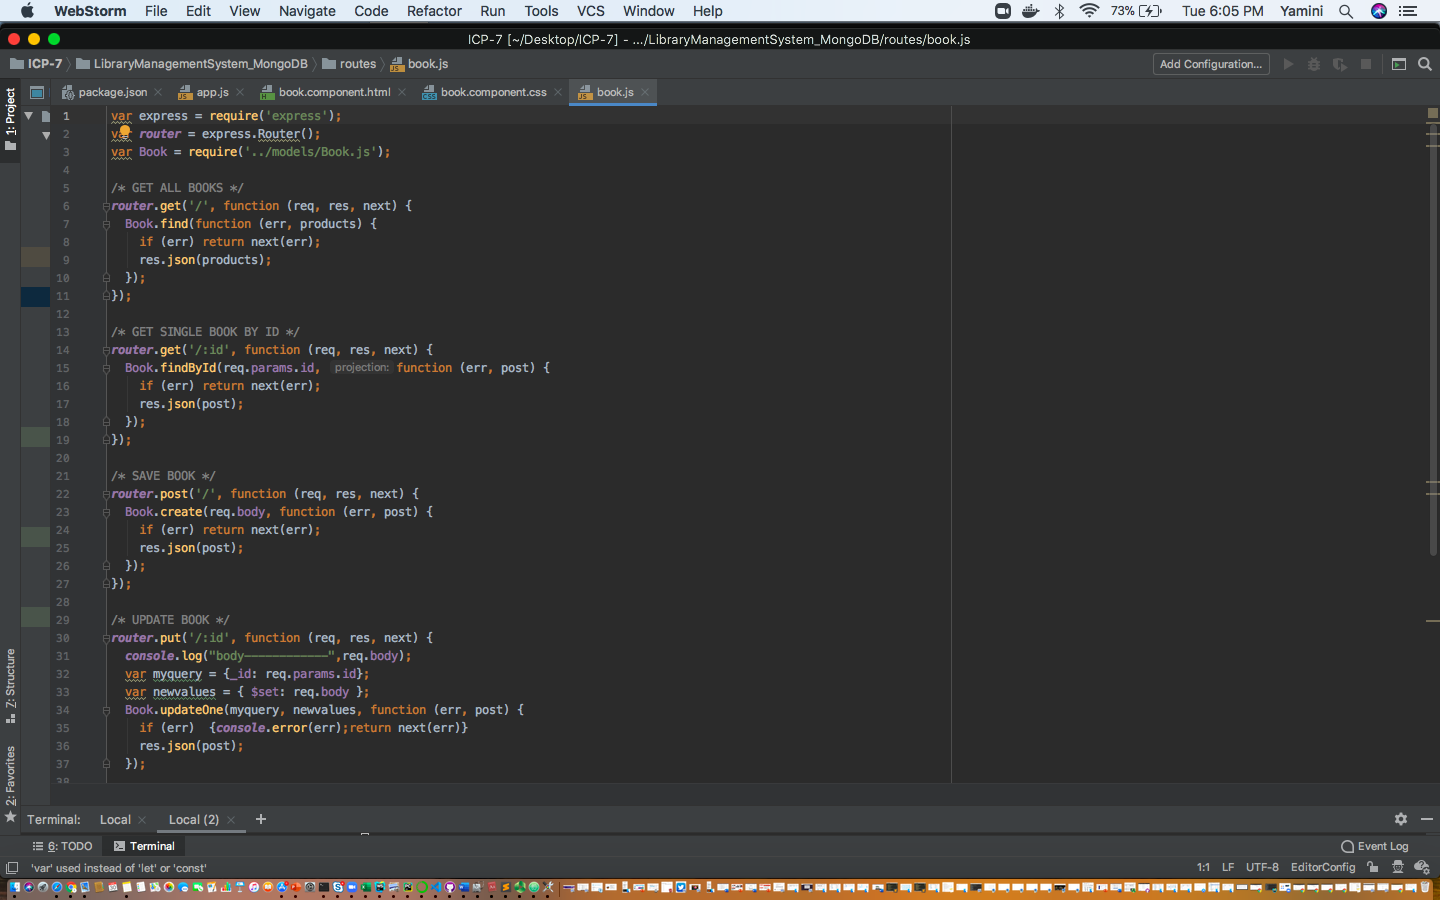 WebStorm File Edit View Navigate Code Refactor Run Tools VCS Window Help 73% Tue 6:05 PM Yamini
ICP-7 [~/Desktop/ICP-7] - .../LibraryManagementSystem_MongoDB/routes/book.js
ICP-7 LibraryManagementSystem_MongoDB routes book.js Add Configuration...
package.json app.js book.component.html book.component.css book.js
1: Project
1 var express = require('express');
2 var router = express.Router();
3 var Book = require('../models/Book.js');
4
5 /* GET ALL BOOKS */
6 router.get('/', function (req, res, next) {
7 Book.find(function (err, products) {
8 if (err) return next(err);
9 res.json(products);
10 });
11 });
12
13 /* GET SINGLE BOOK BY ID */
14 router.get('/:id', function (req, res, next) {
15 Book.findById(req.params.id, projection: function (err, post) {
16 if (err) return next(err);
17 res.json(post);
18 });
19 });
20
21 /* SAVE BOOK */
22 router.post('/', function (req, res, next) {
23 Book.create(req.body, function (err, post) {
24 if (err) return next(err);
25 res.json(post);
26 });
27 });
28
29 /* UPDATE BOOK */
30 router.put('/:id', function (req, res, next) {
31 console.log("body------------",req.body);
32 var myquery = {_id: req.params.id};
33 var newvalues = { $set: req.body };
34 Book.updateOne(myquery, newvalues, function (err, post) {
35 if (err) {console.error(err);return next(err)}
36 res.json(post);
37 });
38
Z: Structure
2: Favorites
Terminal: Local Local (2) +
6: TODO Terminal Event Log
'var' used instead of 'let' or 'const' 1:1 LF UTF-8 EditorConfig